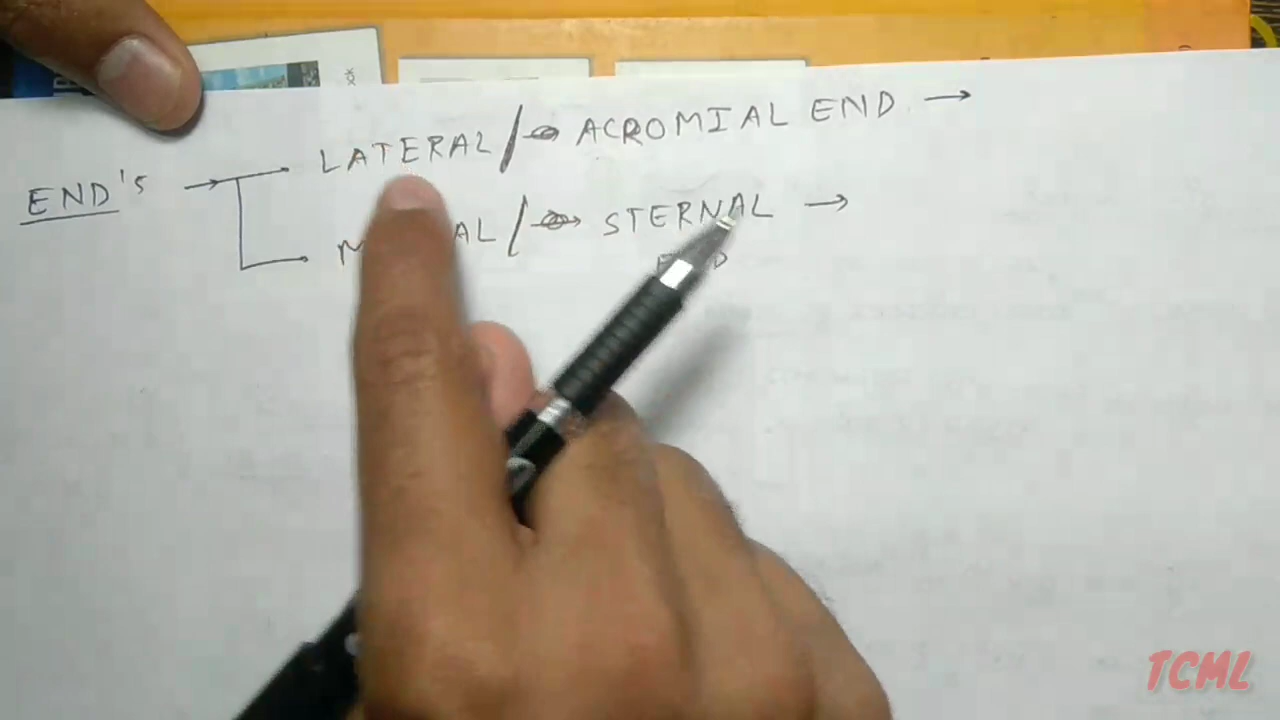 LATERAL / ACROMIAL END →
END'S →
AL / STERNAL →
TCML